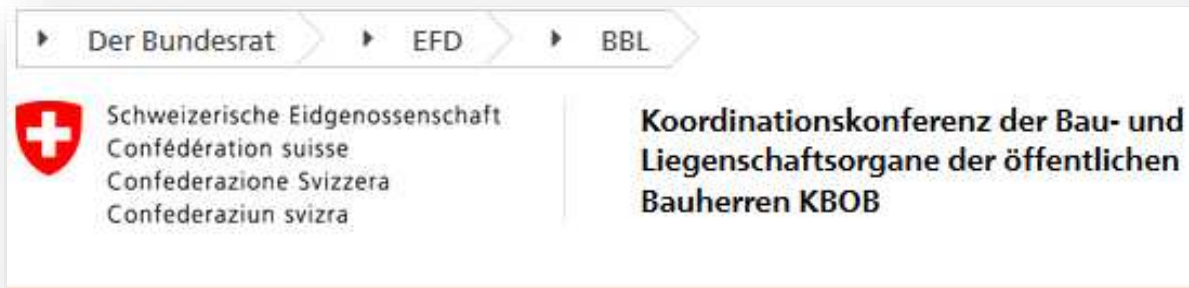 Der Bundesrat EFD BBL
Schweizerische Eidgenossenschaft
Confédération suisse
Confederazione Svizzera
Confederaziun svizra
Koordinationskonferenz der Bau- und
Liegenschaftsorgane der öffentlichen
Bauherren KBOB